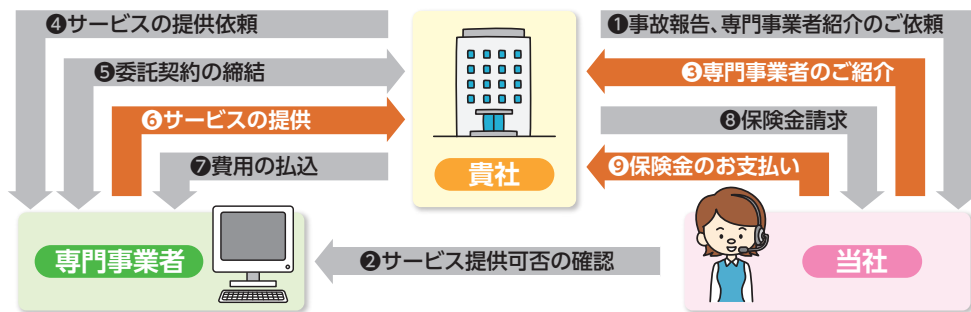 ❹サービスの提供依頼
❶事故報告、専門事業者紹介のご依頼
❺委託契約の締結
❸専門事業者のご紹介
❻サービスの提供
❽保険金請求
❼費用の払込
貴社
❾保険金のお支払い
専門事業者
❷サービス提供可否の確認
当社